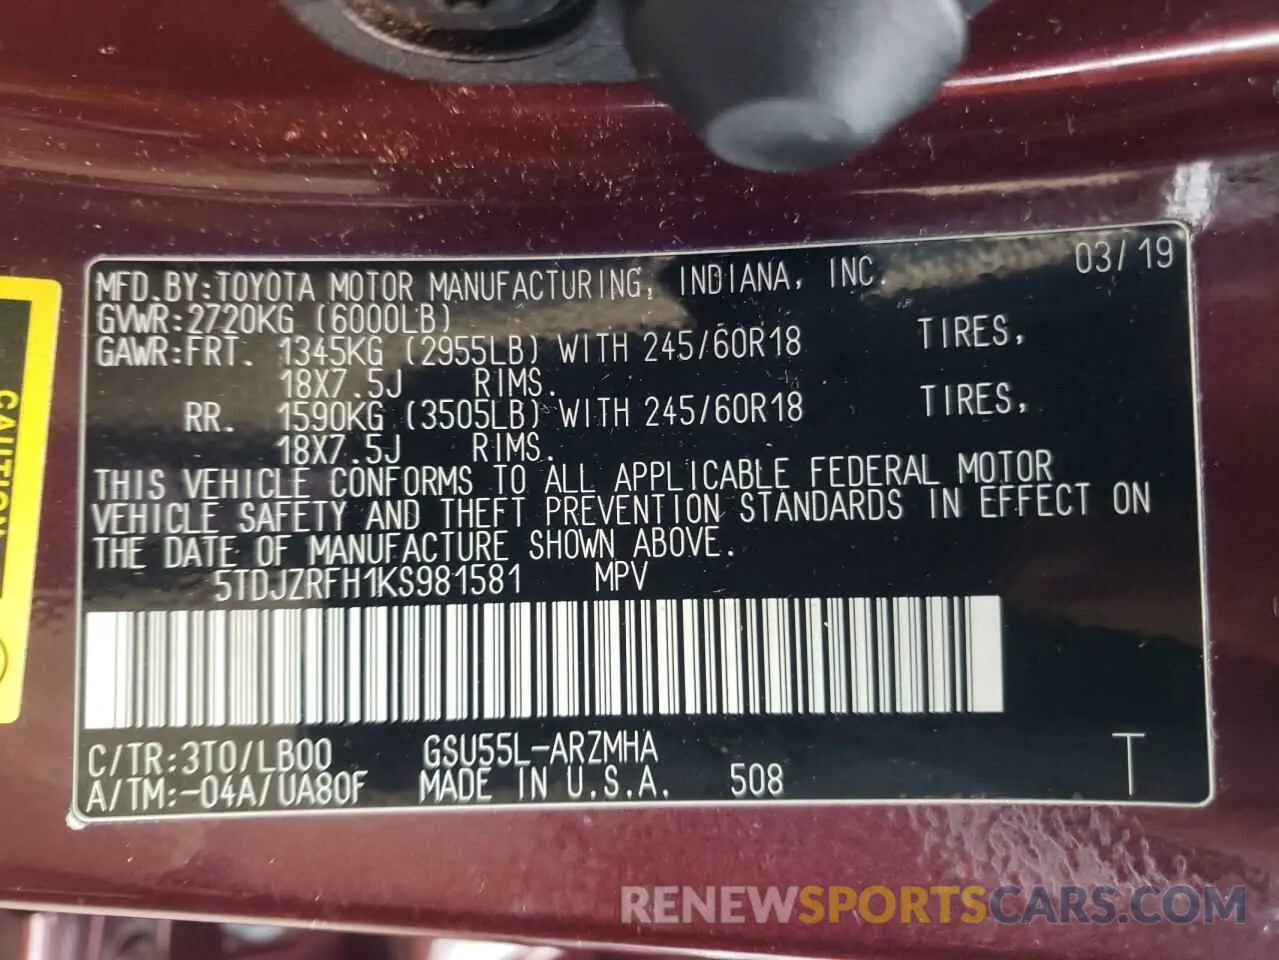 MFD.BY:TOYOTA MOTOR MANUFACTURING, INDIANA, INC. 03/19
GVWR:2720KG (6000LB)
GAWR:FRT. 1345KG (2955LB) WITH 245/60R18 TIRES,
18X7.5J RIMS.
RR. 1590KG (3505LB) WITH 245/60R18 TIRES,
18X7.5J RIMS.
THIS VEHICLE CONFORMS TO ALL APPLICABLE FEDERAL MOTOR
VEHICLE SAFETY AND THEFT PREVENTION STANDARDS IN EFFECT ON
THE DATE OF MANUFACTURE SHOWN ABOVE.
5TDJZRFH1KS981581 MPV
C/TR:3T0/LB00 GSU55L-ARZMHA
A/TM:-04A/UA80F MADE IN U.S.A. 508 T
CAUTION
RENEWSPORTSCARS.COM